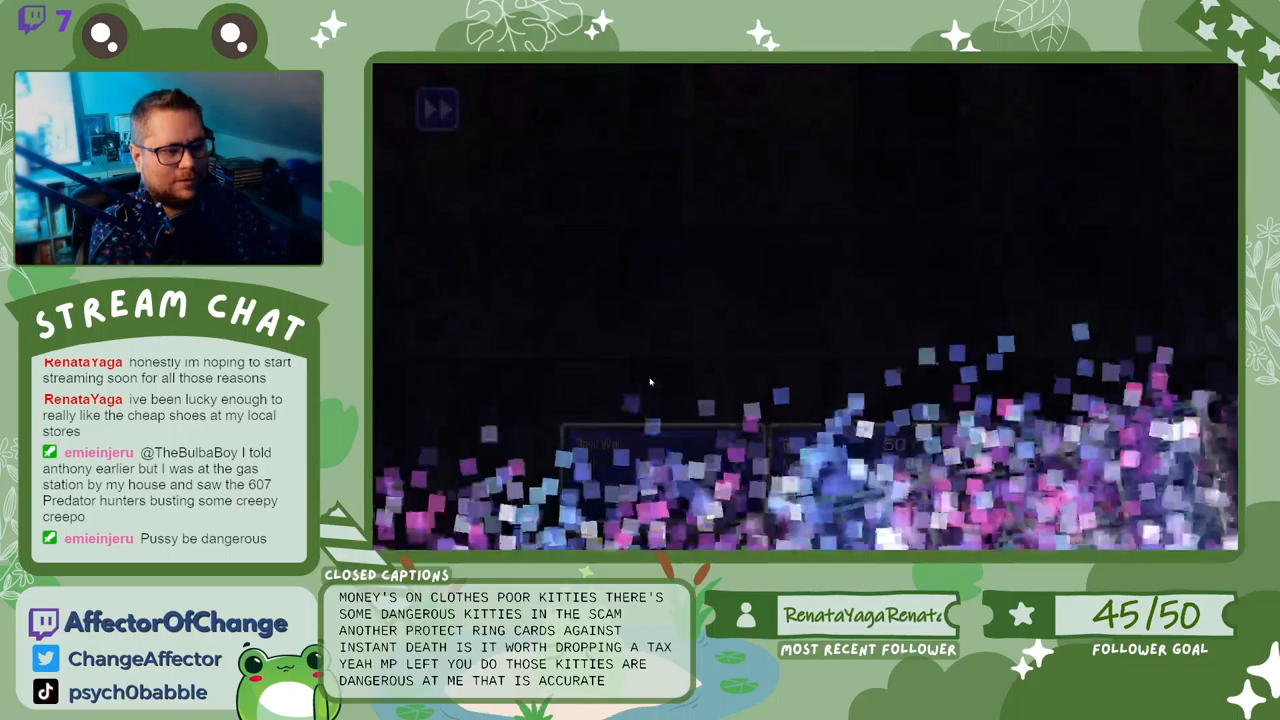 7
STREAM CHAT
RenataYaga honestly im hoping to start
streaming soon for all those reasons
RenataYaga ive been lucky enough to
really like the cheap shoes at my local
stores
emieinjeru @TheBulbaBoy I told
anthony earlier but I was at the gas
station by my house and saw the 607
Predator hunters busting some creepy
creepo
emieinjeru Pussy be dangerous
AffectorOfChange
ChangeAffector
psych0babble
CLOSED CAPTIONS
MONEY'S ON CLOTHES POOR KITTIES THERE'S
SOME DANGEROUS KITTIES IN THE SCAM
ANOTHER PROTECT RING CARDS AGAINST
INSTANT DEATH IS IT WORTH DROPPING A TAX
YEAH MP LEFT YOU DO THOSE KITTIES ARE
DANGEROUS AT ME THAT IS ACCURATE
RenataYagaRenata
MOST RECENT FOLLOWER
45/50
FOLLOWER GOAL
50